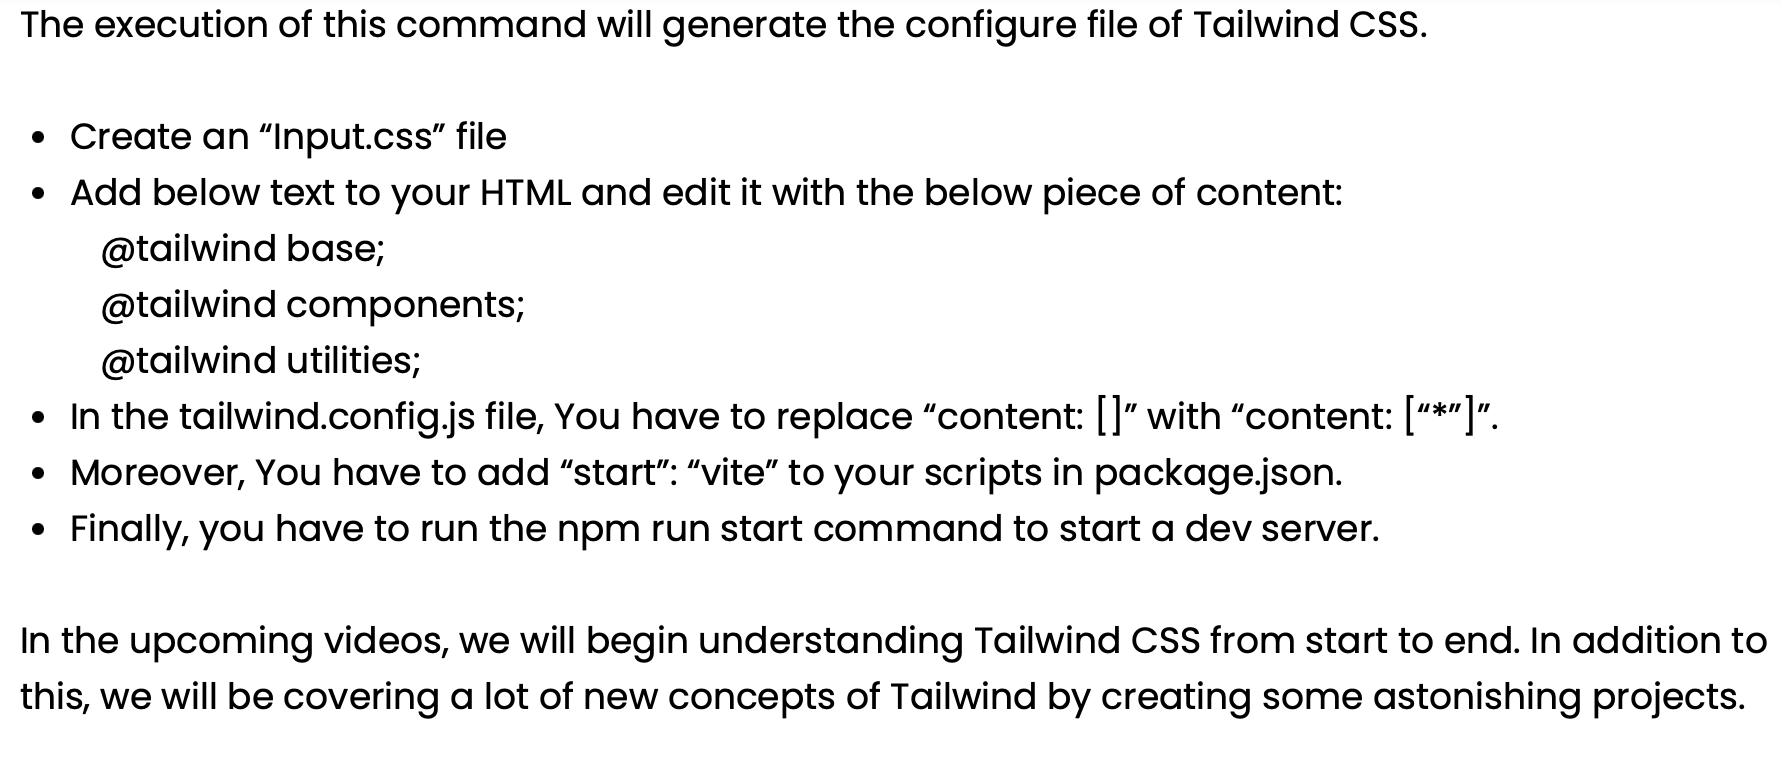 The execution of this command will generate the configure file of Tailwind CSS.
• Create an “Input.css” file
• Add below text to your HTML and edit it with the below piece of content:
@tailwind base;
@tailwind components;
@tailwind utilities;
• In the tailwind.config.js file, You have to replace “content: []” with “content: [“*”]”.
• Moreover, You have to add “start”: “vite” to your scripts in package.json.
• Finally, you have to run the npm run start command to start a dev server.
In the upcoming videos, we will begin understanding Tailwind CSS from start to end. In addition to
this, we will be covering a lot of new concepts of Tailwind by creating some astonishing projects.